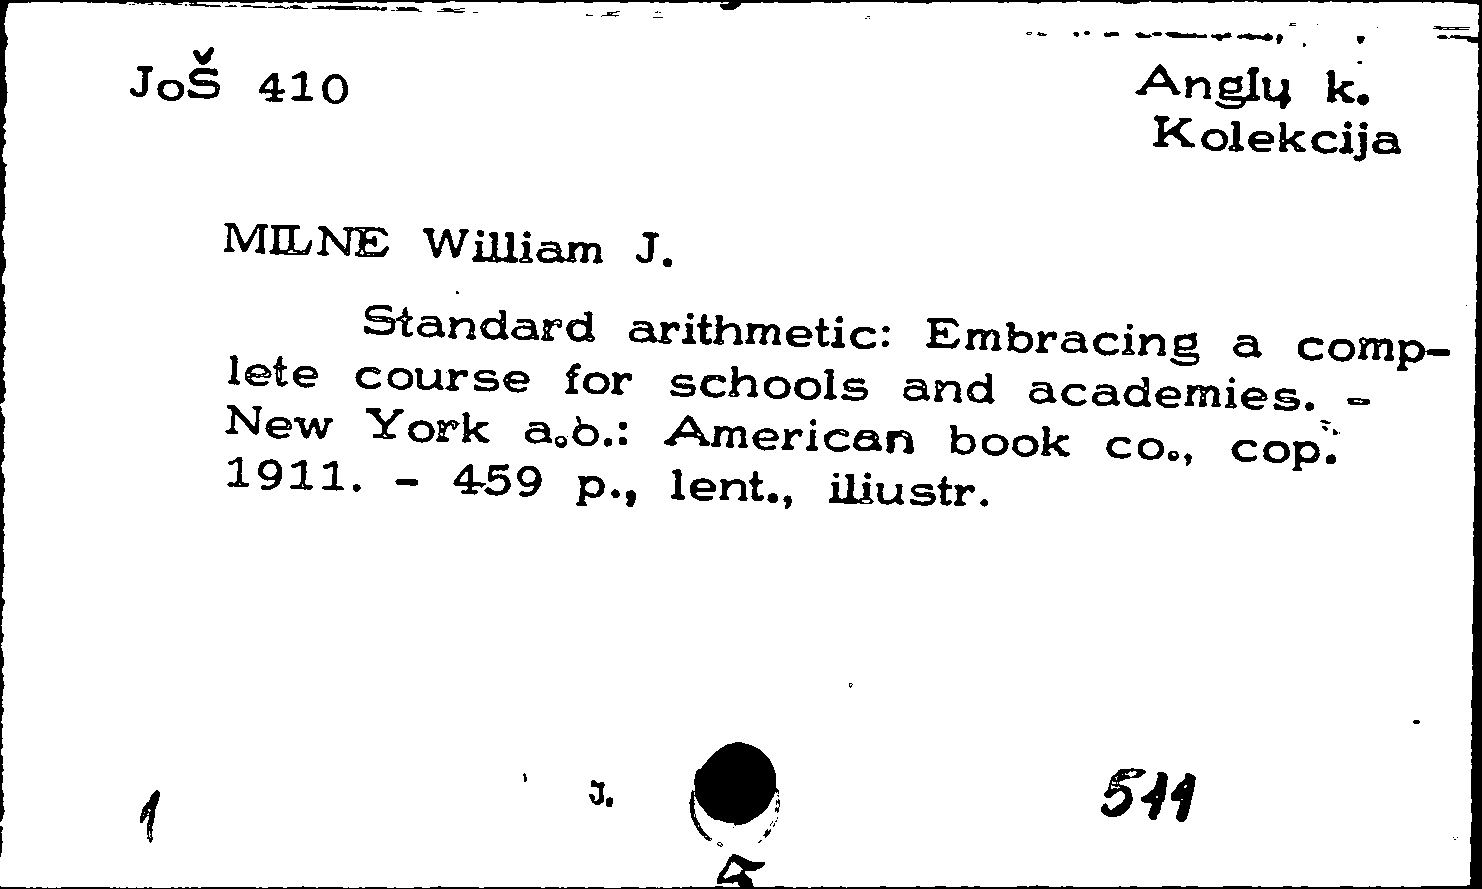 JoŠ 410
Anglų k.
Kolekcija
MILNE William J.
Standard arithmetic: Embracing a comp-
lete course for schools and academies. -
New York a.o.: American book co., cop.
1911. - 459 p., lent., iliustr.
1
J.
511